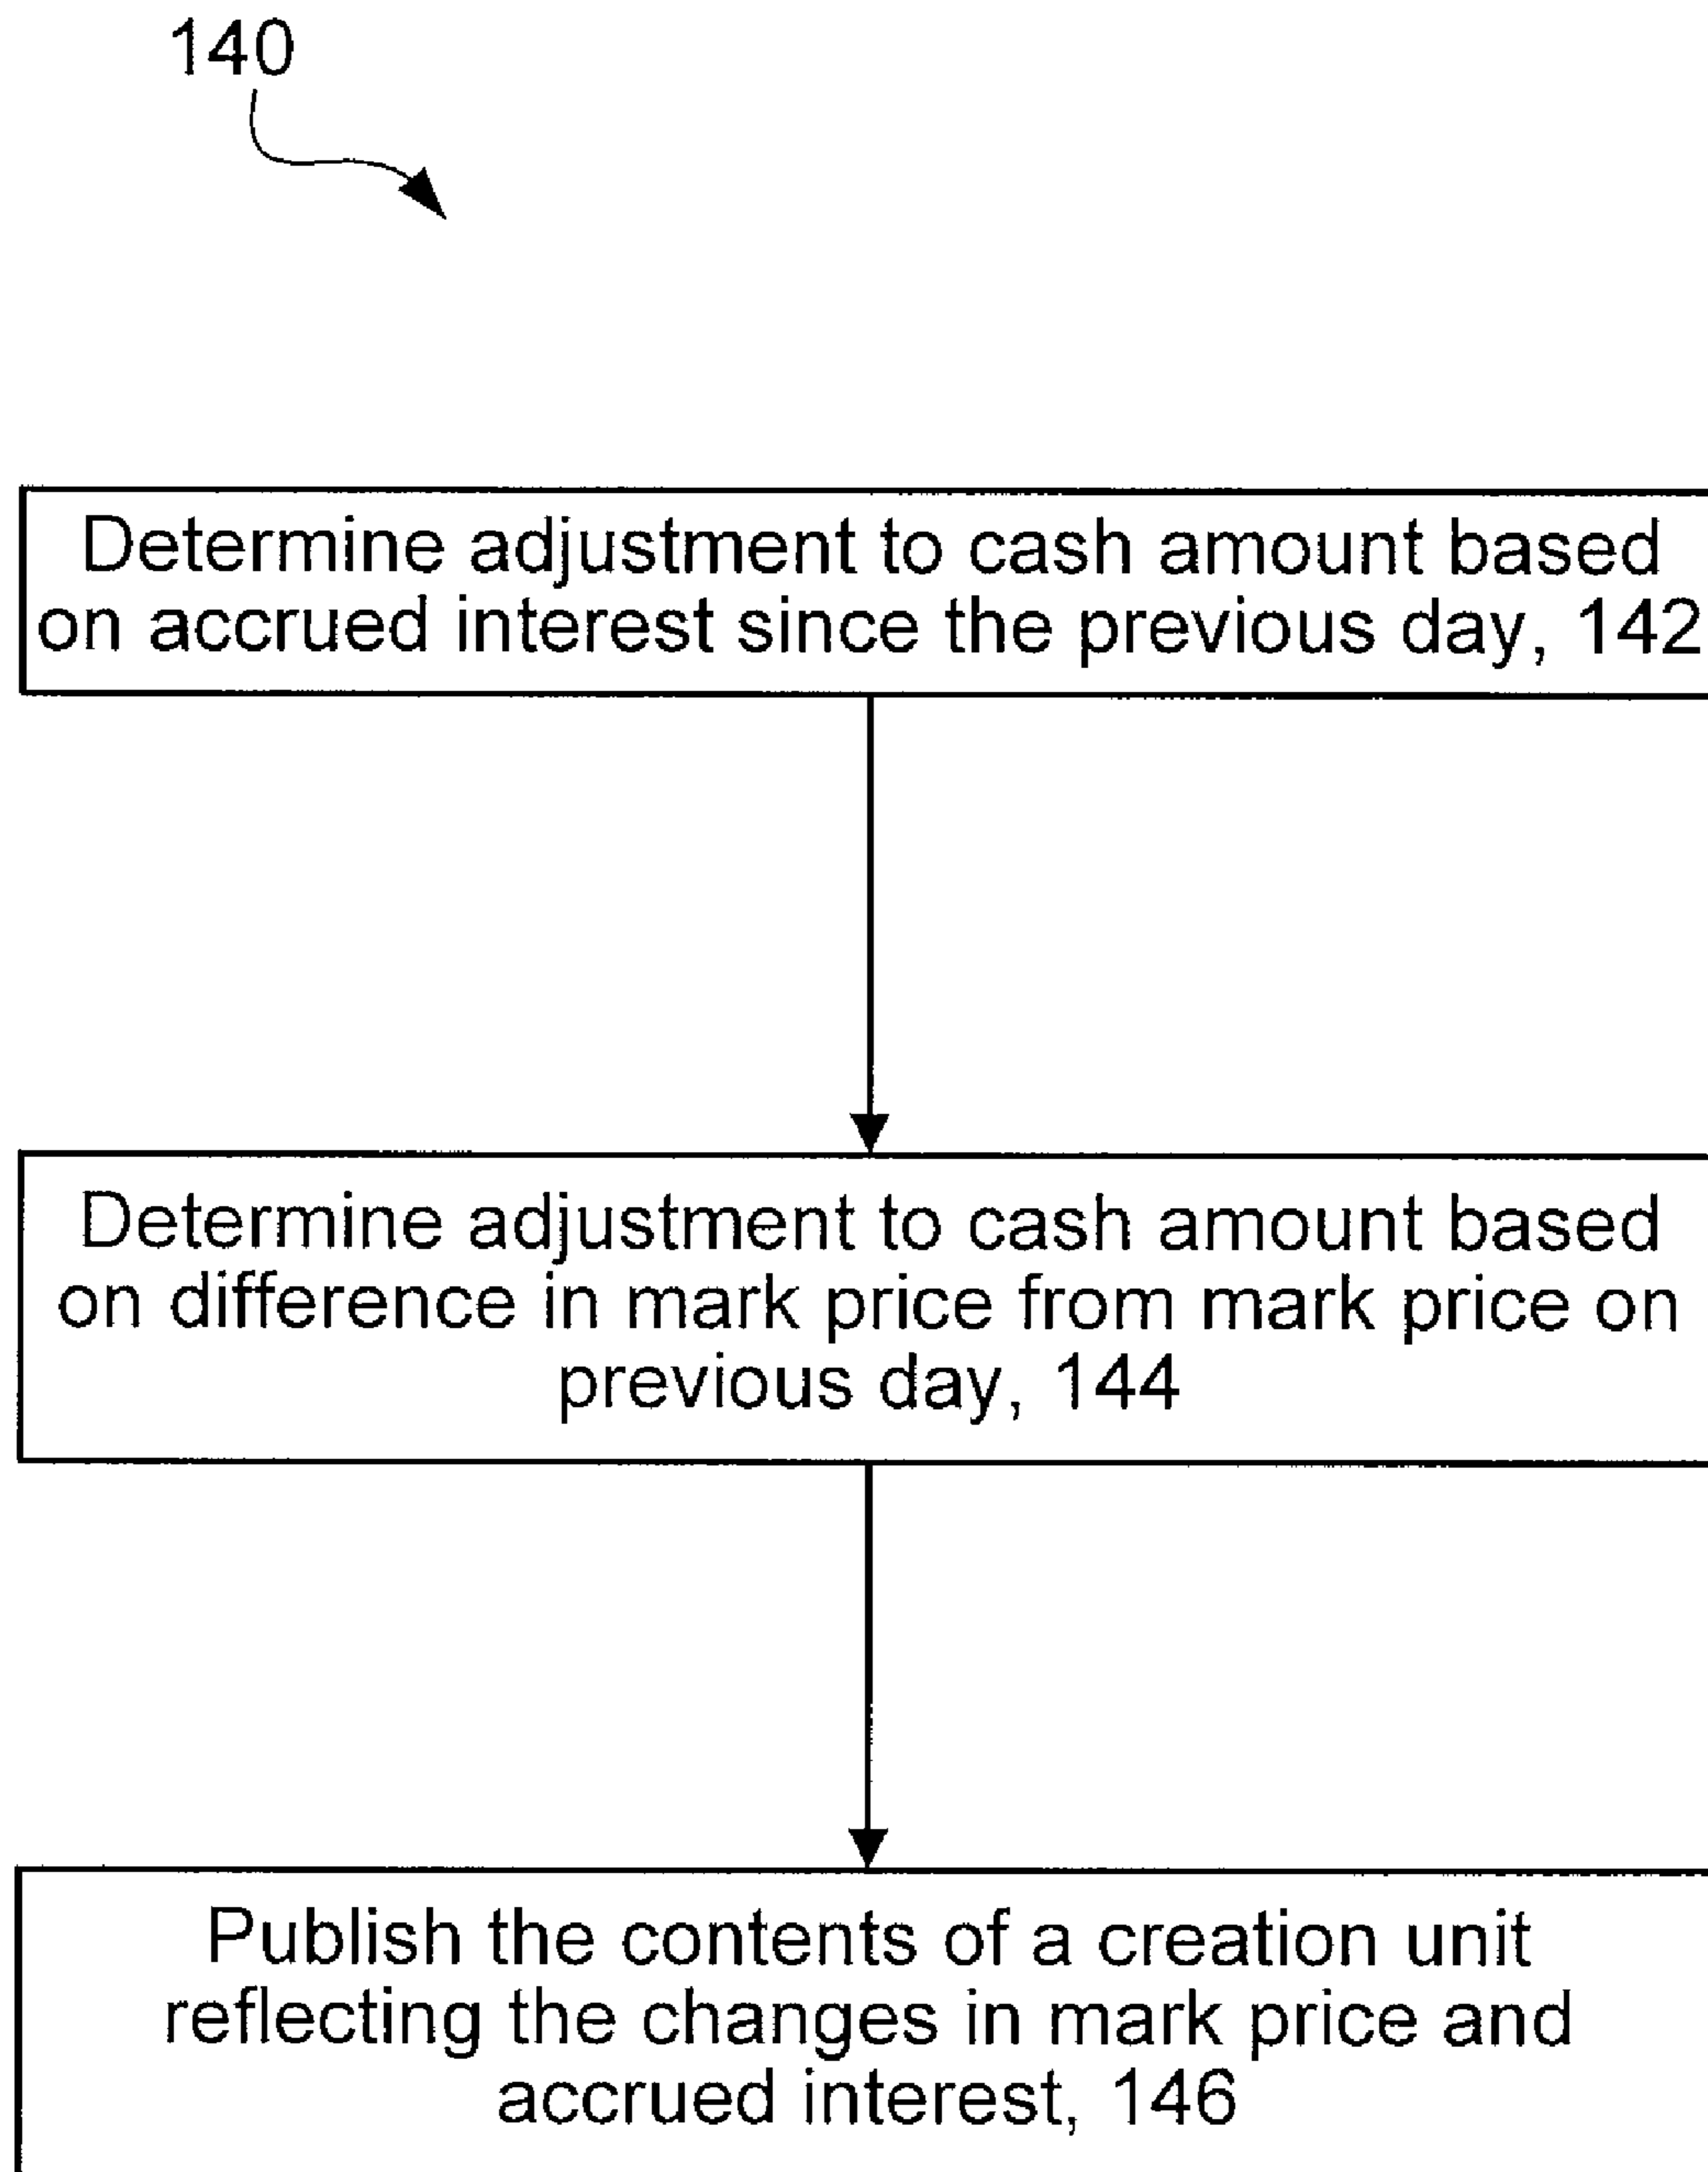 140
Determine adjustment to cash amount based
on accrued interest since the previous day, 142
Determine adjustment to cash amount based
on difference in mark price from mark price on
previous day, 144
Publish the contents of a creation unit
reflecting the changes in mark price and
accrued interest, 146